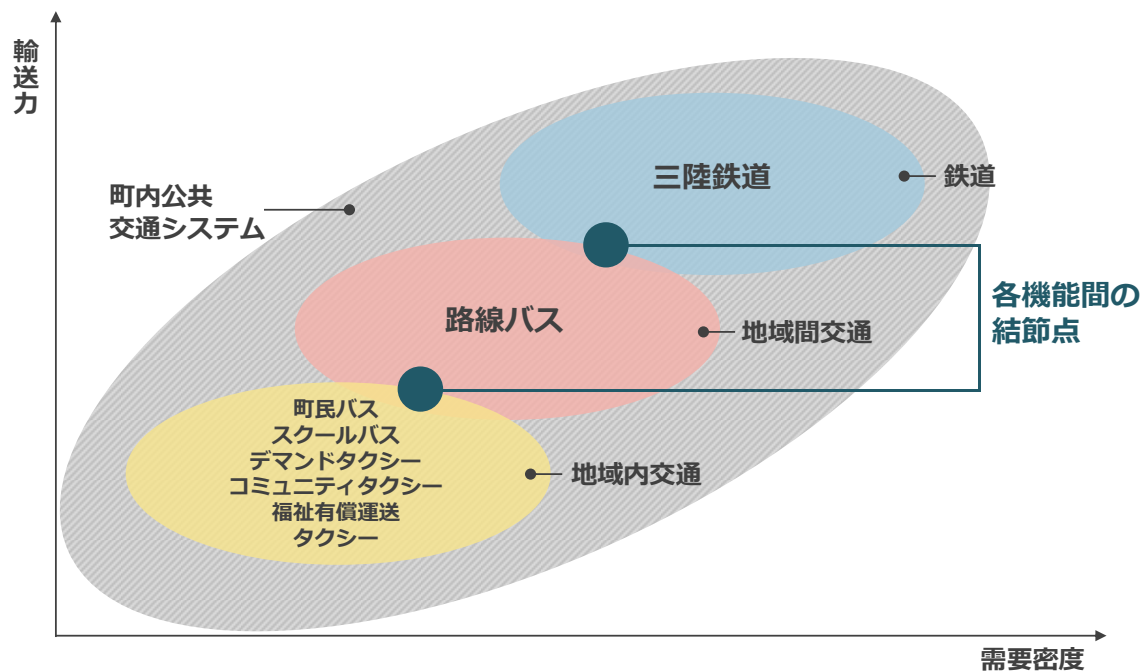 輸送力
町内公共
交通システム
三陸鉄道
鉄道
各機能間の
結節点
路線バス
地域間交通
町民バス
スクールバス
デマンドタクシー
コミュニティタクシー
福祉有償運送
タクシー
地域内交通
需要密度